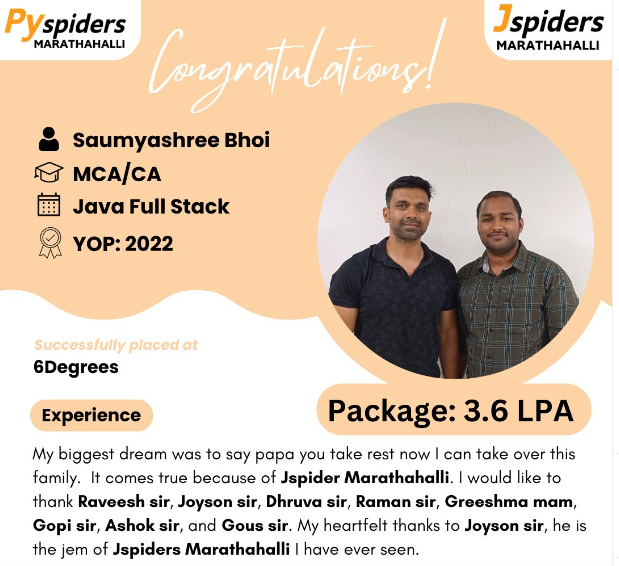 Pyspiders
MARATHAHALLI
Jspiders
MARATHAHALLI
Congratulations!
Saumyashree Bhoi
MCA/CA
Java Full Stack
YOP: 2022
Successfully placed at
6Degrees
Package: 3.6 LPA
Experience
My biggest dream was to say papa you take rest now I can take over this
family. It comes true because of Jspider Marathahalli. I would like to
thank Raveesh sir, Joyson sir, Dhruva sir, Raman sir, Greeshma mam,
Gopi sir, Ashok sir, and Gous sir. My heartfelt thanks to Joyson sir, he is
the jem of Jspiders Marathahalli I have ever seen.